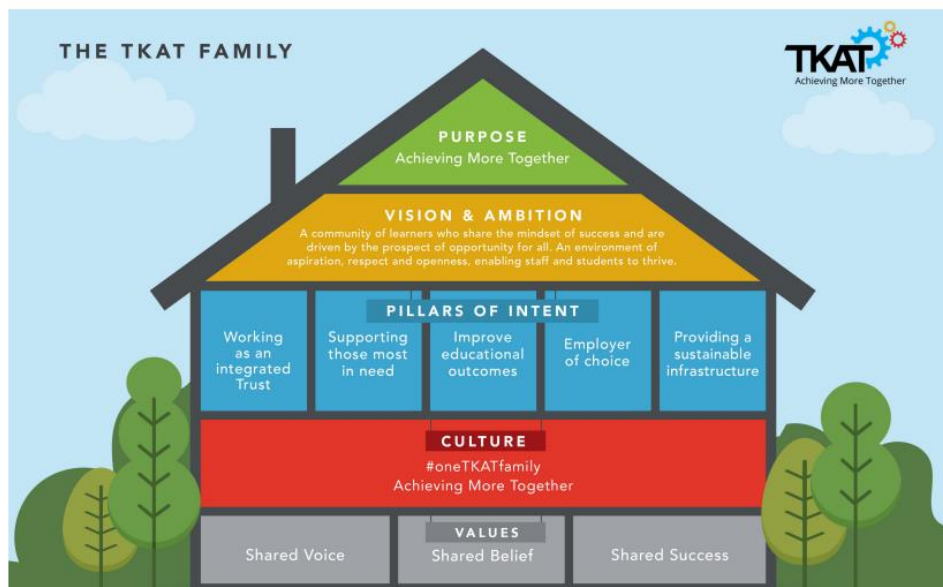 THE TKAT FAMILY
TKAT
Achieving More Together
PURPOSE
Achieving More Together
VISION & AMBITION
A community of learners who share the mindset of success and are
driven by the prospect of opportunity for all. An environment of
aspiration, respect and openness, enabling staff and students to thrive.
PILLARS OF INTENT
Working
as an
integrated
Trust
Supporting
those most
in need
Improve
educational
outcomes
Employer
of choice
Providing a
sustainable
infrastructure
CULTURE
#oneTKATfamily
Achieving More Together
VALUES
Shared Voice
Shared Belief
Shared Success